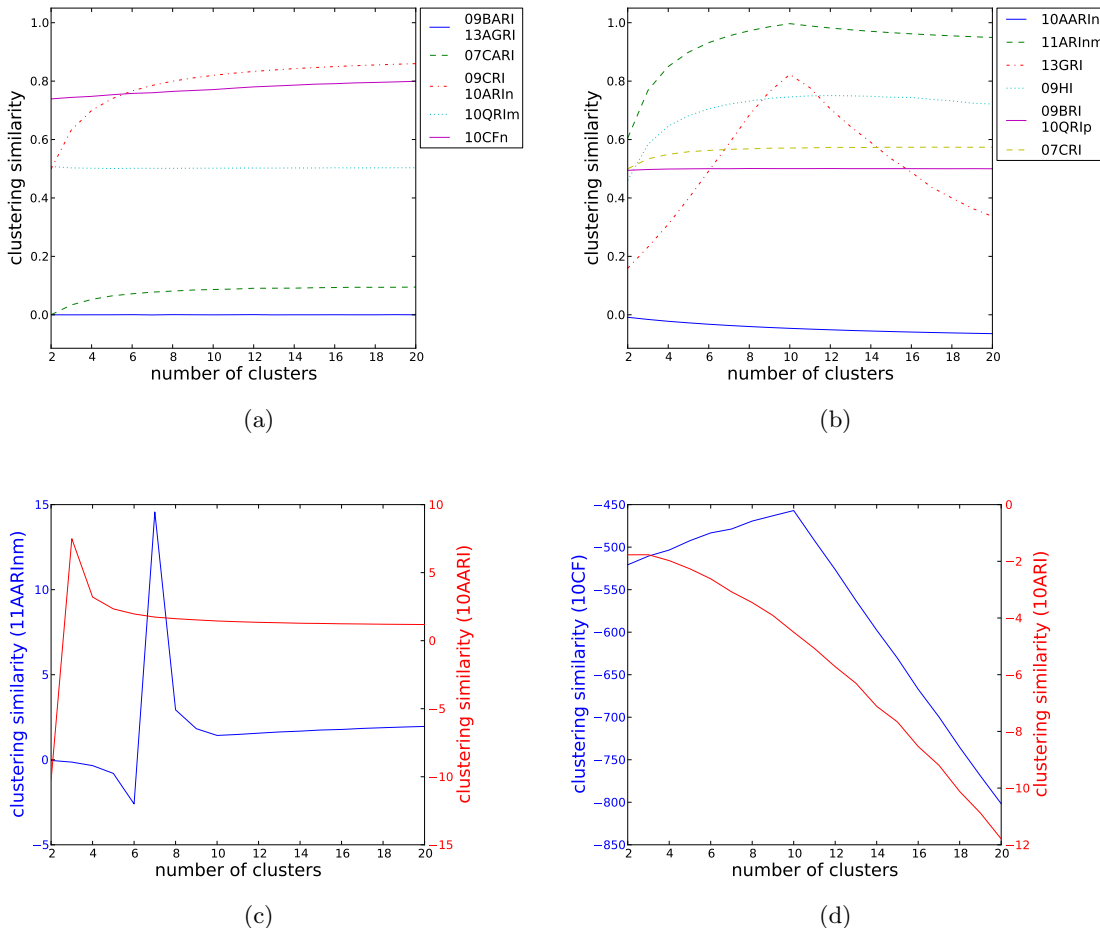 1.0
0.8
0.6
0.4
0.2
0.0
clustering similarity
2 4 6 8 10 12 14 16 18 20
number of clusters
09BARI
13AGRI
07CARI
09CRI
10ARIn
10QRIm
10CFn
(a)
1.0
0.8
0.6
0.4
0.2
0.0
clustering similarity
2 4 6 8 10 12 14 16 18 20
number of clusters
10AARIn
11ARInm
13GRI
09HI
09BRI
10QRIp
07CRI
(b)
15
10
5
0
−5
clustering similarity (11AARInm)
2 4 6 8 10 12 14 16 18 20
number of clusters
10
5
0
−5
−10
−15
clustering similarity (10AARI)
(c)
−450
−500
−550
−600
−650
−700
−750
−800
−850
clustering similarity (10CF)
2 4 6 8 10 12 14 16 18 20
number of clusters
0
−2
−4
−6
−8
−10
−12
clustering similarity (10ARI)
(d)